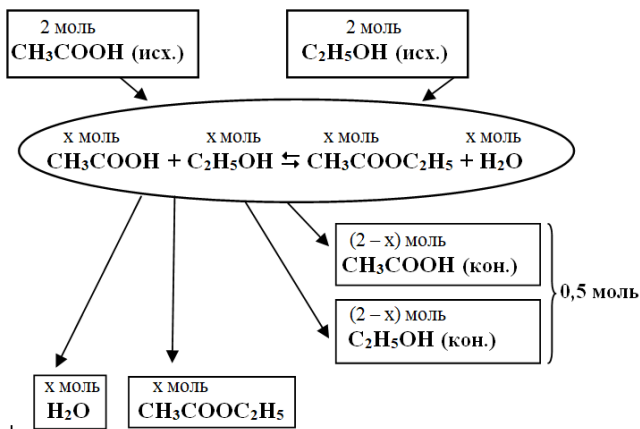 2 моль
CH₃COOH (исх.)
2 моль
C₂H₅OH (исх.)
x моль x моль x моль x моль
CH₃COOH + C₂H₅OH ⇆ CH₃COOC₂H₅ + H₂O
(2 – x) моль
CH₃COOH (кон.)
0,5 моль
(2 – x) моль
C₂H₅OH (кон.)
x моль
H₂O
x моль
CH₃COOC₂H₅